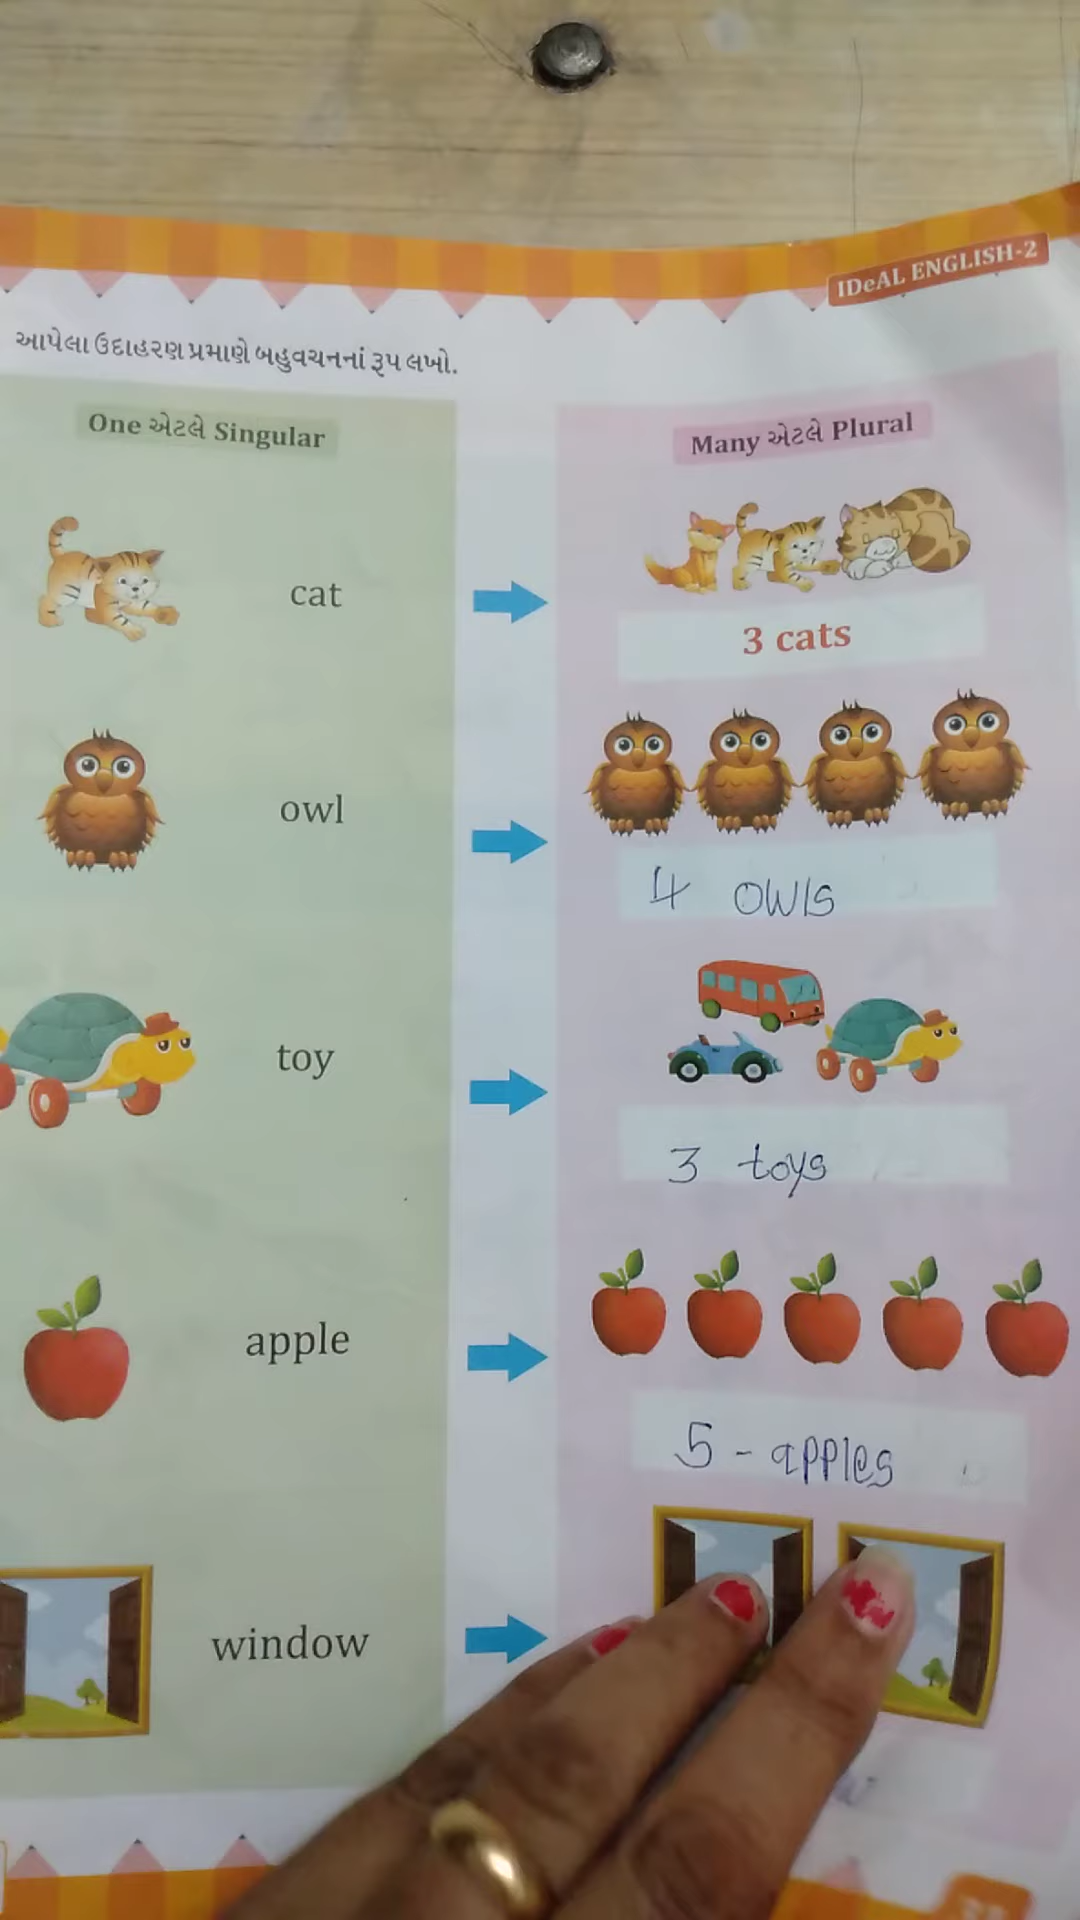 IDeAL ENGLISH-2
આપેલા ઉદાહરણ પ્રમાણે બહુવચનનાં રૂપ લખો.
One એટલે Singular
Many એટલે Plural
cat
3 cats
owl
4 owls
toy
3 toys
apple
5 - apples
window